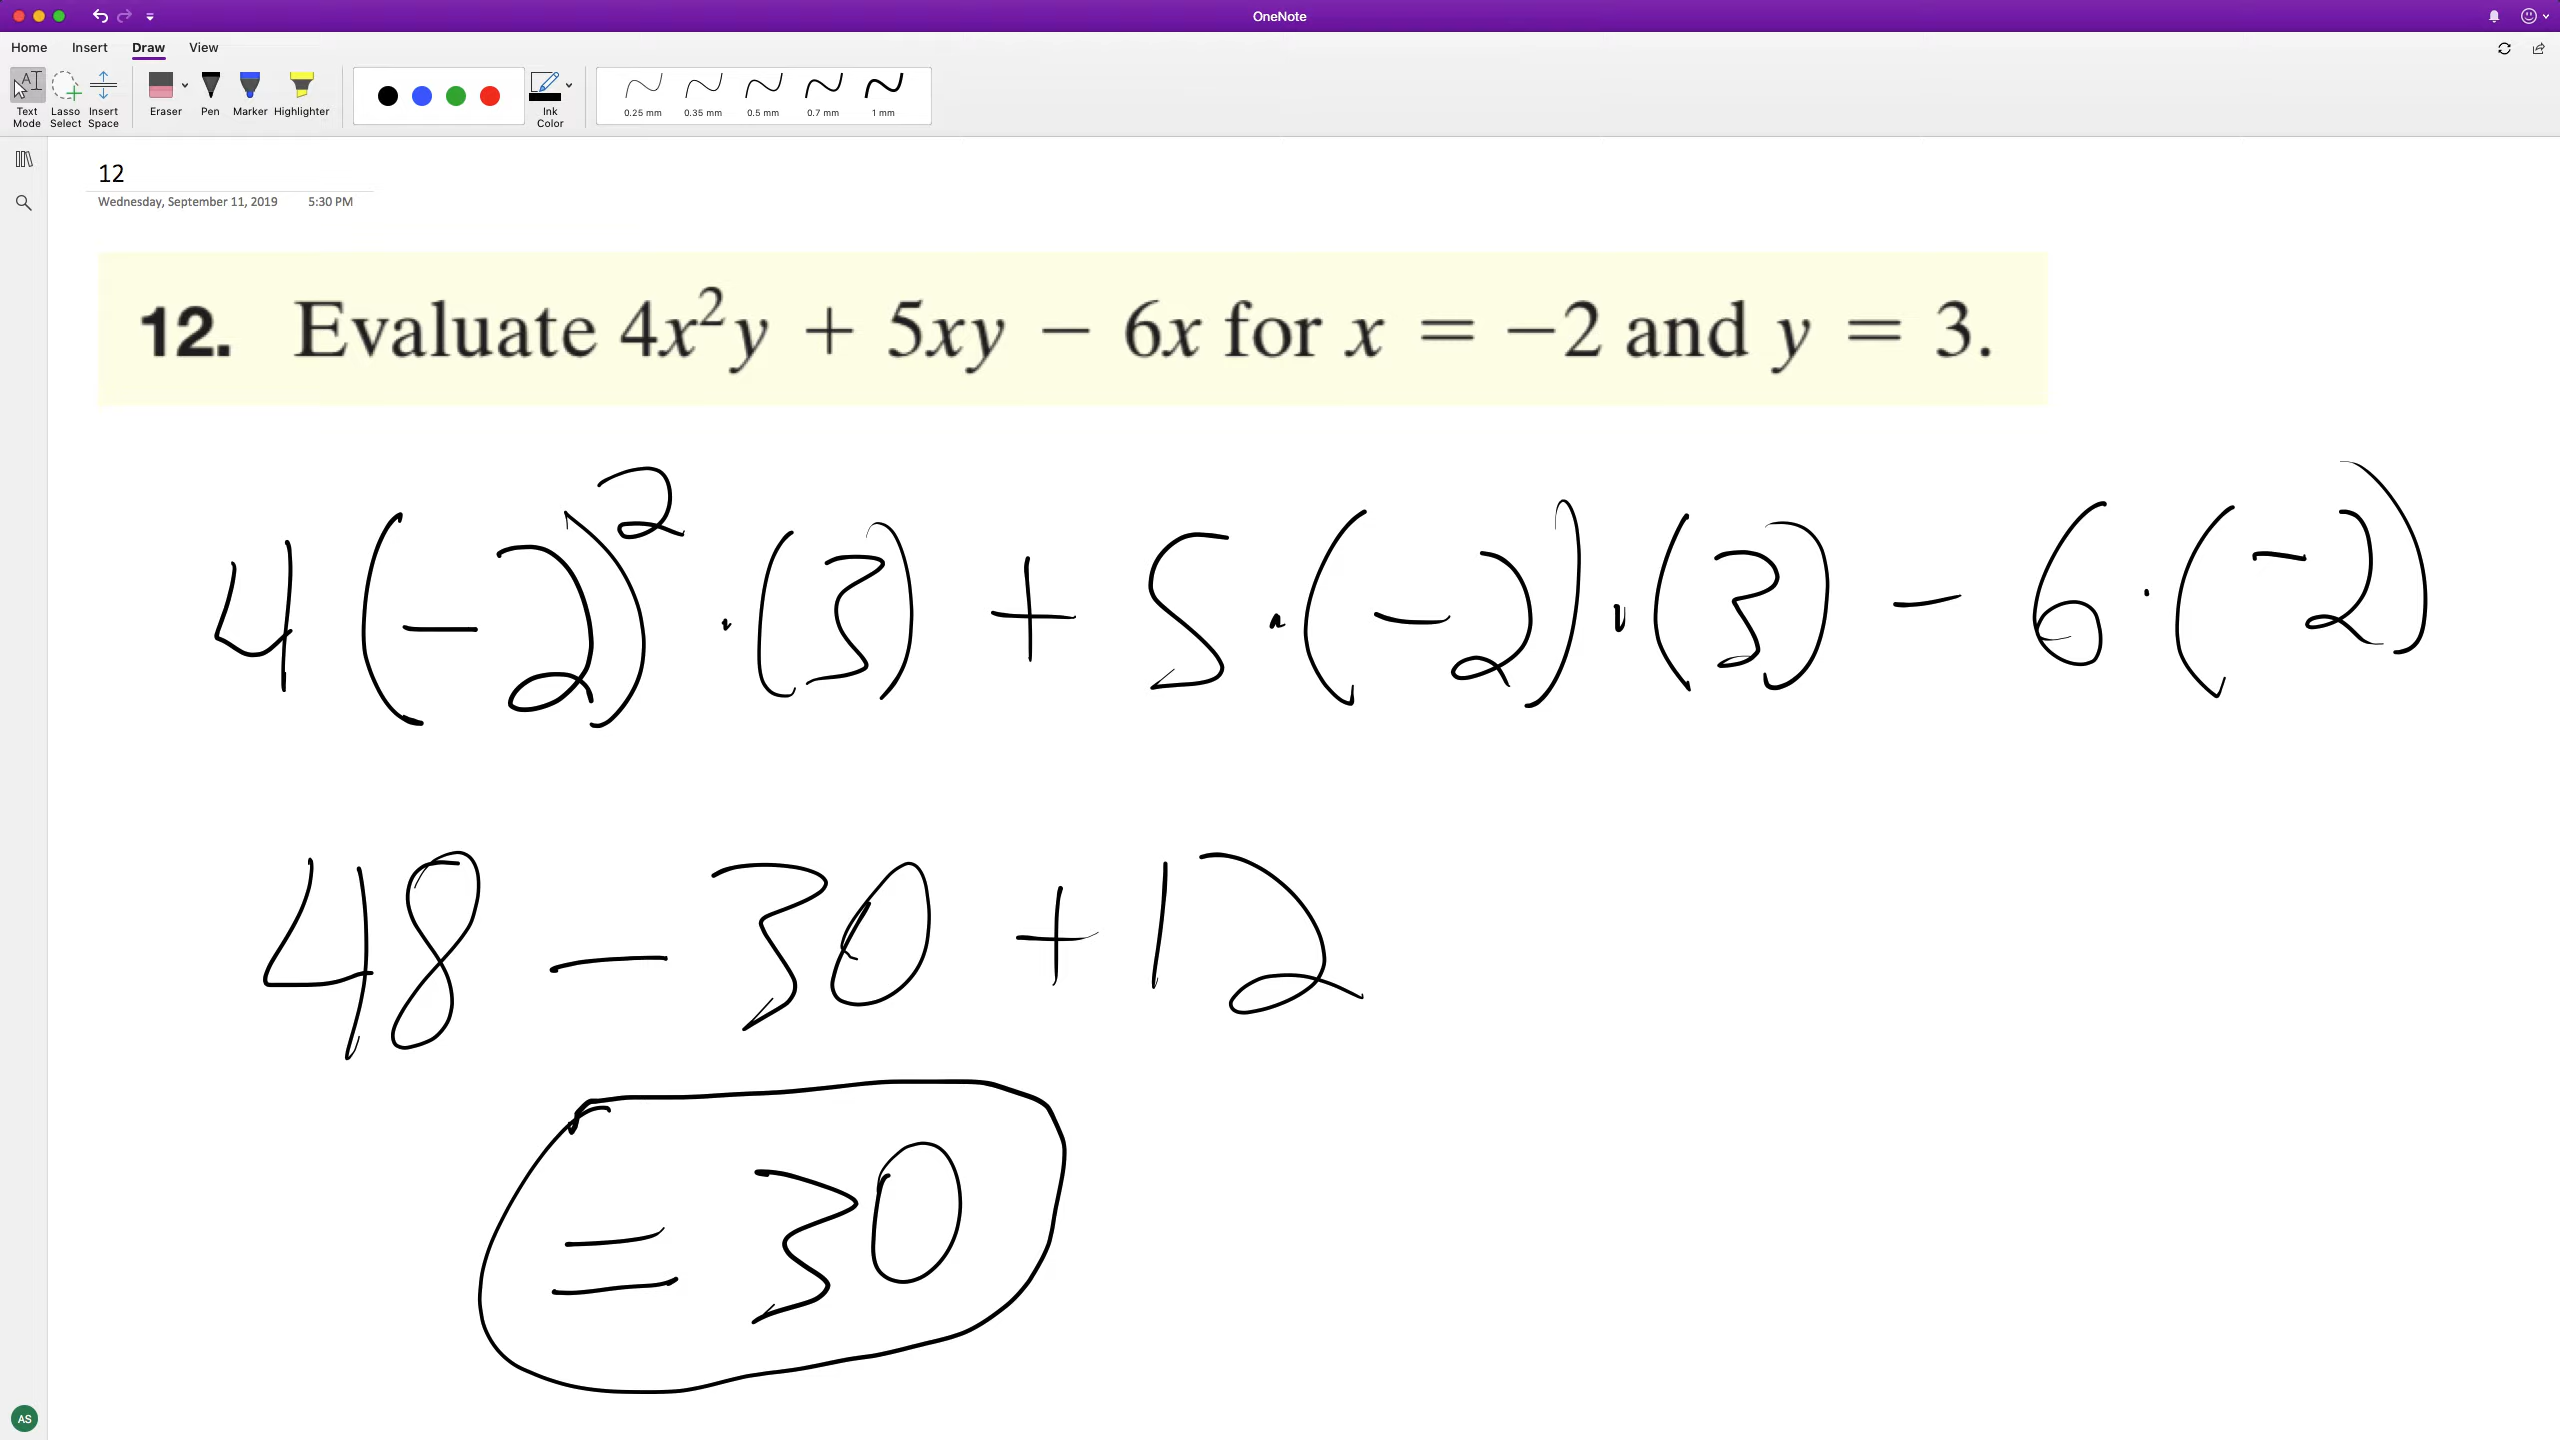 OneNote
Home Insert Draw View
Text Mode Lasso Select Insert Space Eraser Pen Marker Highlighter Ink Color 0.25 mm 0.35 mm 0.5 mm 0.7 mm 1 mm
12
Wednesday, September 11, 2019 5:30 PM
12. Evaluate 4x²y + 5xy − 6x for x = −2 and y = 3.
4(−2)² · (3) + 5 · (−2) · (3) − 6 · (−2)
48 − 30 + 12
= 30
AS